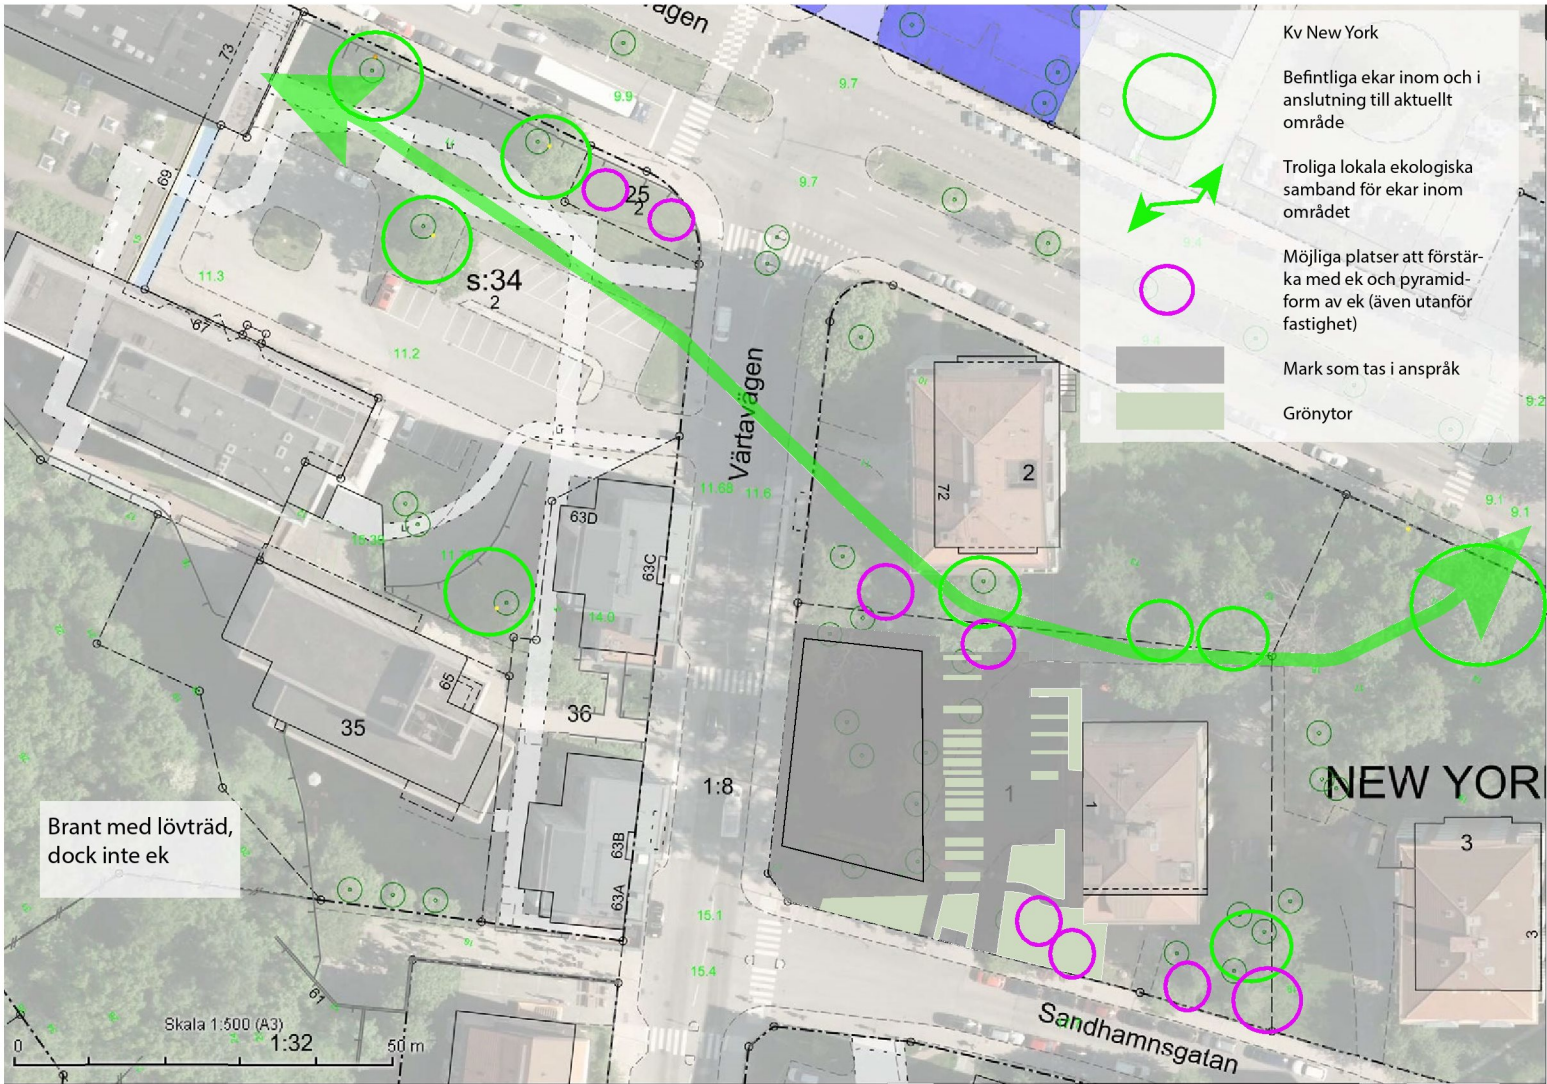 ägen
Kv New York
Befintliga ekar inom och i
anslutning till aktuellt
område
Troliga lokala ekologiska
samband för ekar inom
området
Möjliga platser att förstär-
ka med ek och pyramid-
form av ek (även utanför
fastighet)
Mark som tas i anspråk
Grönytor
73
9.9
9.7
9.7
9.4
9.4
9.2
69
25
2
s:34
2
11.3
11.2
67
Värtavägen
72
2
11.68
11.6
9.1
9.1
63D
63C
14.0
65
35
36
1:8
1
1
NEW YORK
3
3
Brant med lövträd,
dock inte ek
63B
63A
15.1
15.4
61
Sandhamnsgatan
Skala 1:500 (A3)
1:32
0
50 m